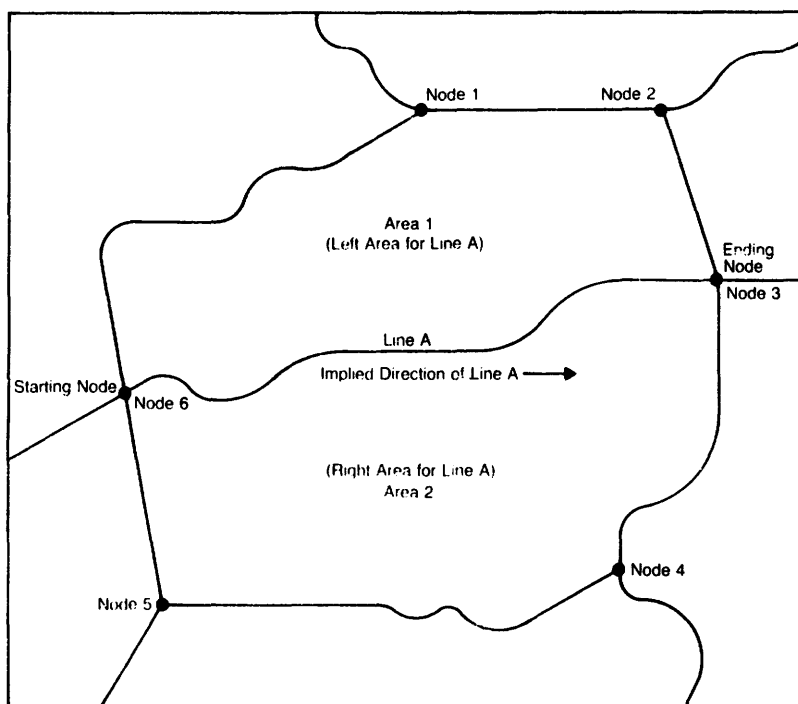 Node 1
Node 2
Area 1
(Left Area for Line A)
Ending
Node
Node 3
Line A
Implied Direction of Line A
Starting Node
Node 6
(Right Area for Line A)
Area 2
Node 4
Node 5